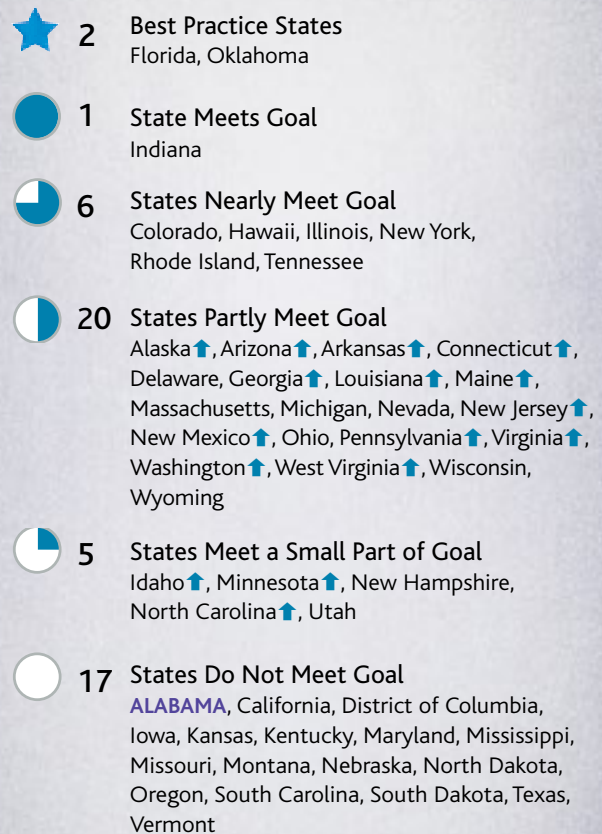 2 Best Practice States
Florida, Oklahoma
1 State Meets Goal
Indiana
6 States Nearly Meet Goal
Colorado, Hawaii, Illinois, New York,
Rhode Island, Tennessee
20 States Partly Meet Goal
Alaska⬆, Arizona⬆, Arkansas⬆, Connecticut⬆,
Delaware, Georgia⬆, Louisiana⬆, Maine⬆,
Massachusetts, Michigan, Nevada, New Jersey⬆,
New Mexico⬆, Ohio, Pennsylvania⬆, Virginia⬆,
Washington⬆, West Virginia⬆, Wisconsin,
Wyoming
5 States Meet a Small Part of Goal
Idaho⬆, Minnesota⬆, New Hampshire,
North Carolina⬆, Utah
17 States Do Not Meet Goal
ALABAMA, California, District of Columbia,
Iowa, Kansas, Kentucky, Maryland, Mississippi,
Missouri, Montana, Nebraska, North Dakota,
Oregon, South Carolina, South Dakota, Texas,
Vermont